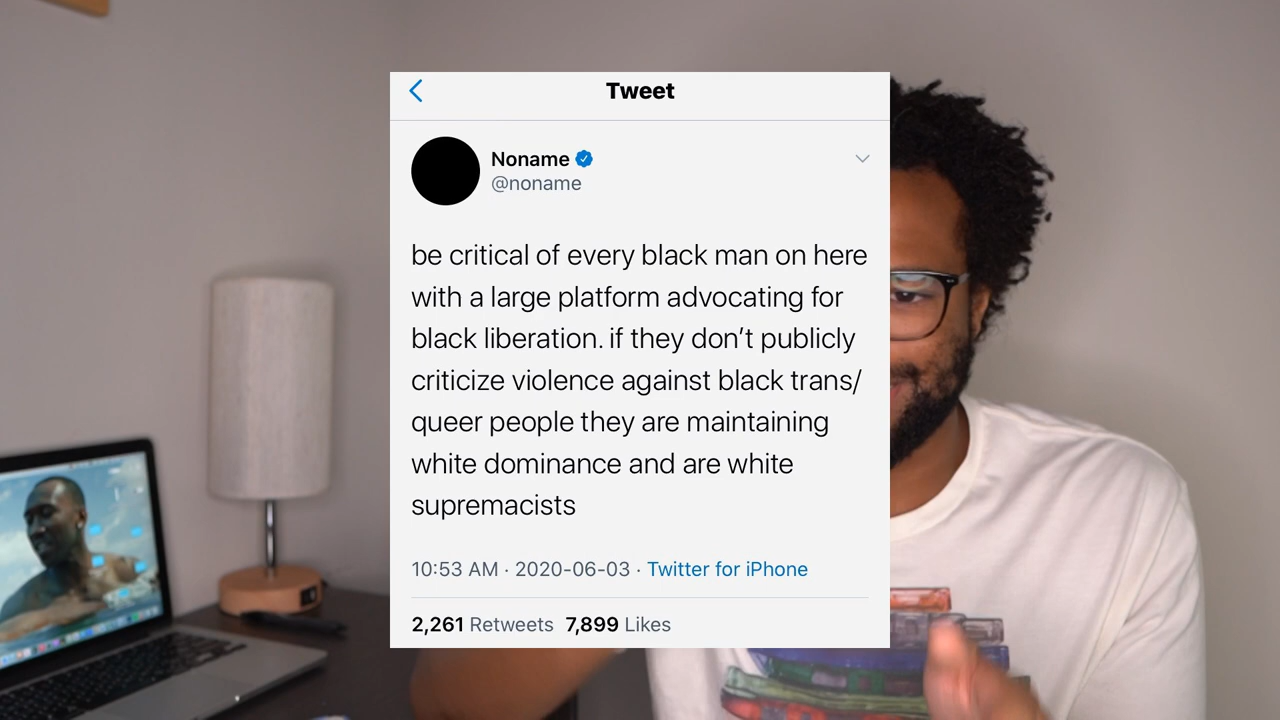 Tweet
Noname
@noname
be critical of every black man on here
with a large platform advocating for
black liberation. if they don’t publicly
criticize violence against black trans/
queer people they are maintaining
white dominance and are white
supremacists
10:53 AM · 2020-06-03 · Twitter for iPhone
2,261 Retweets 7,899 Likes